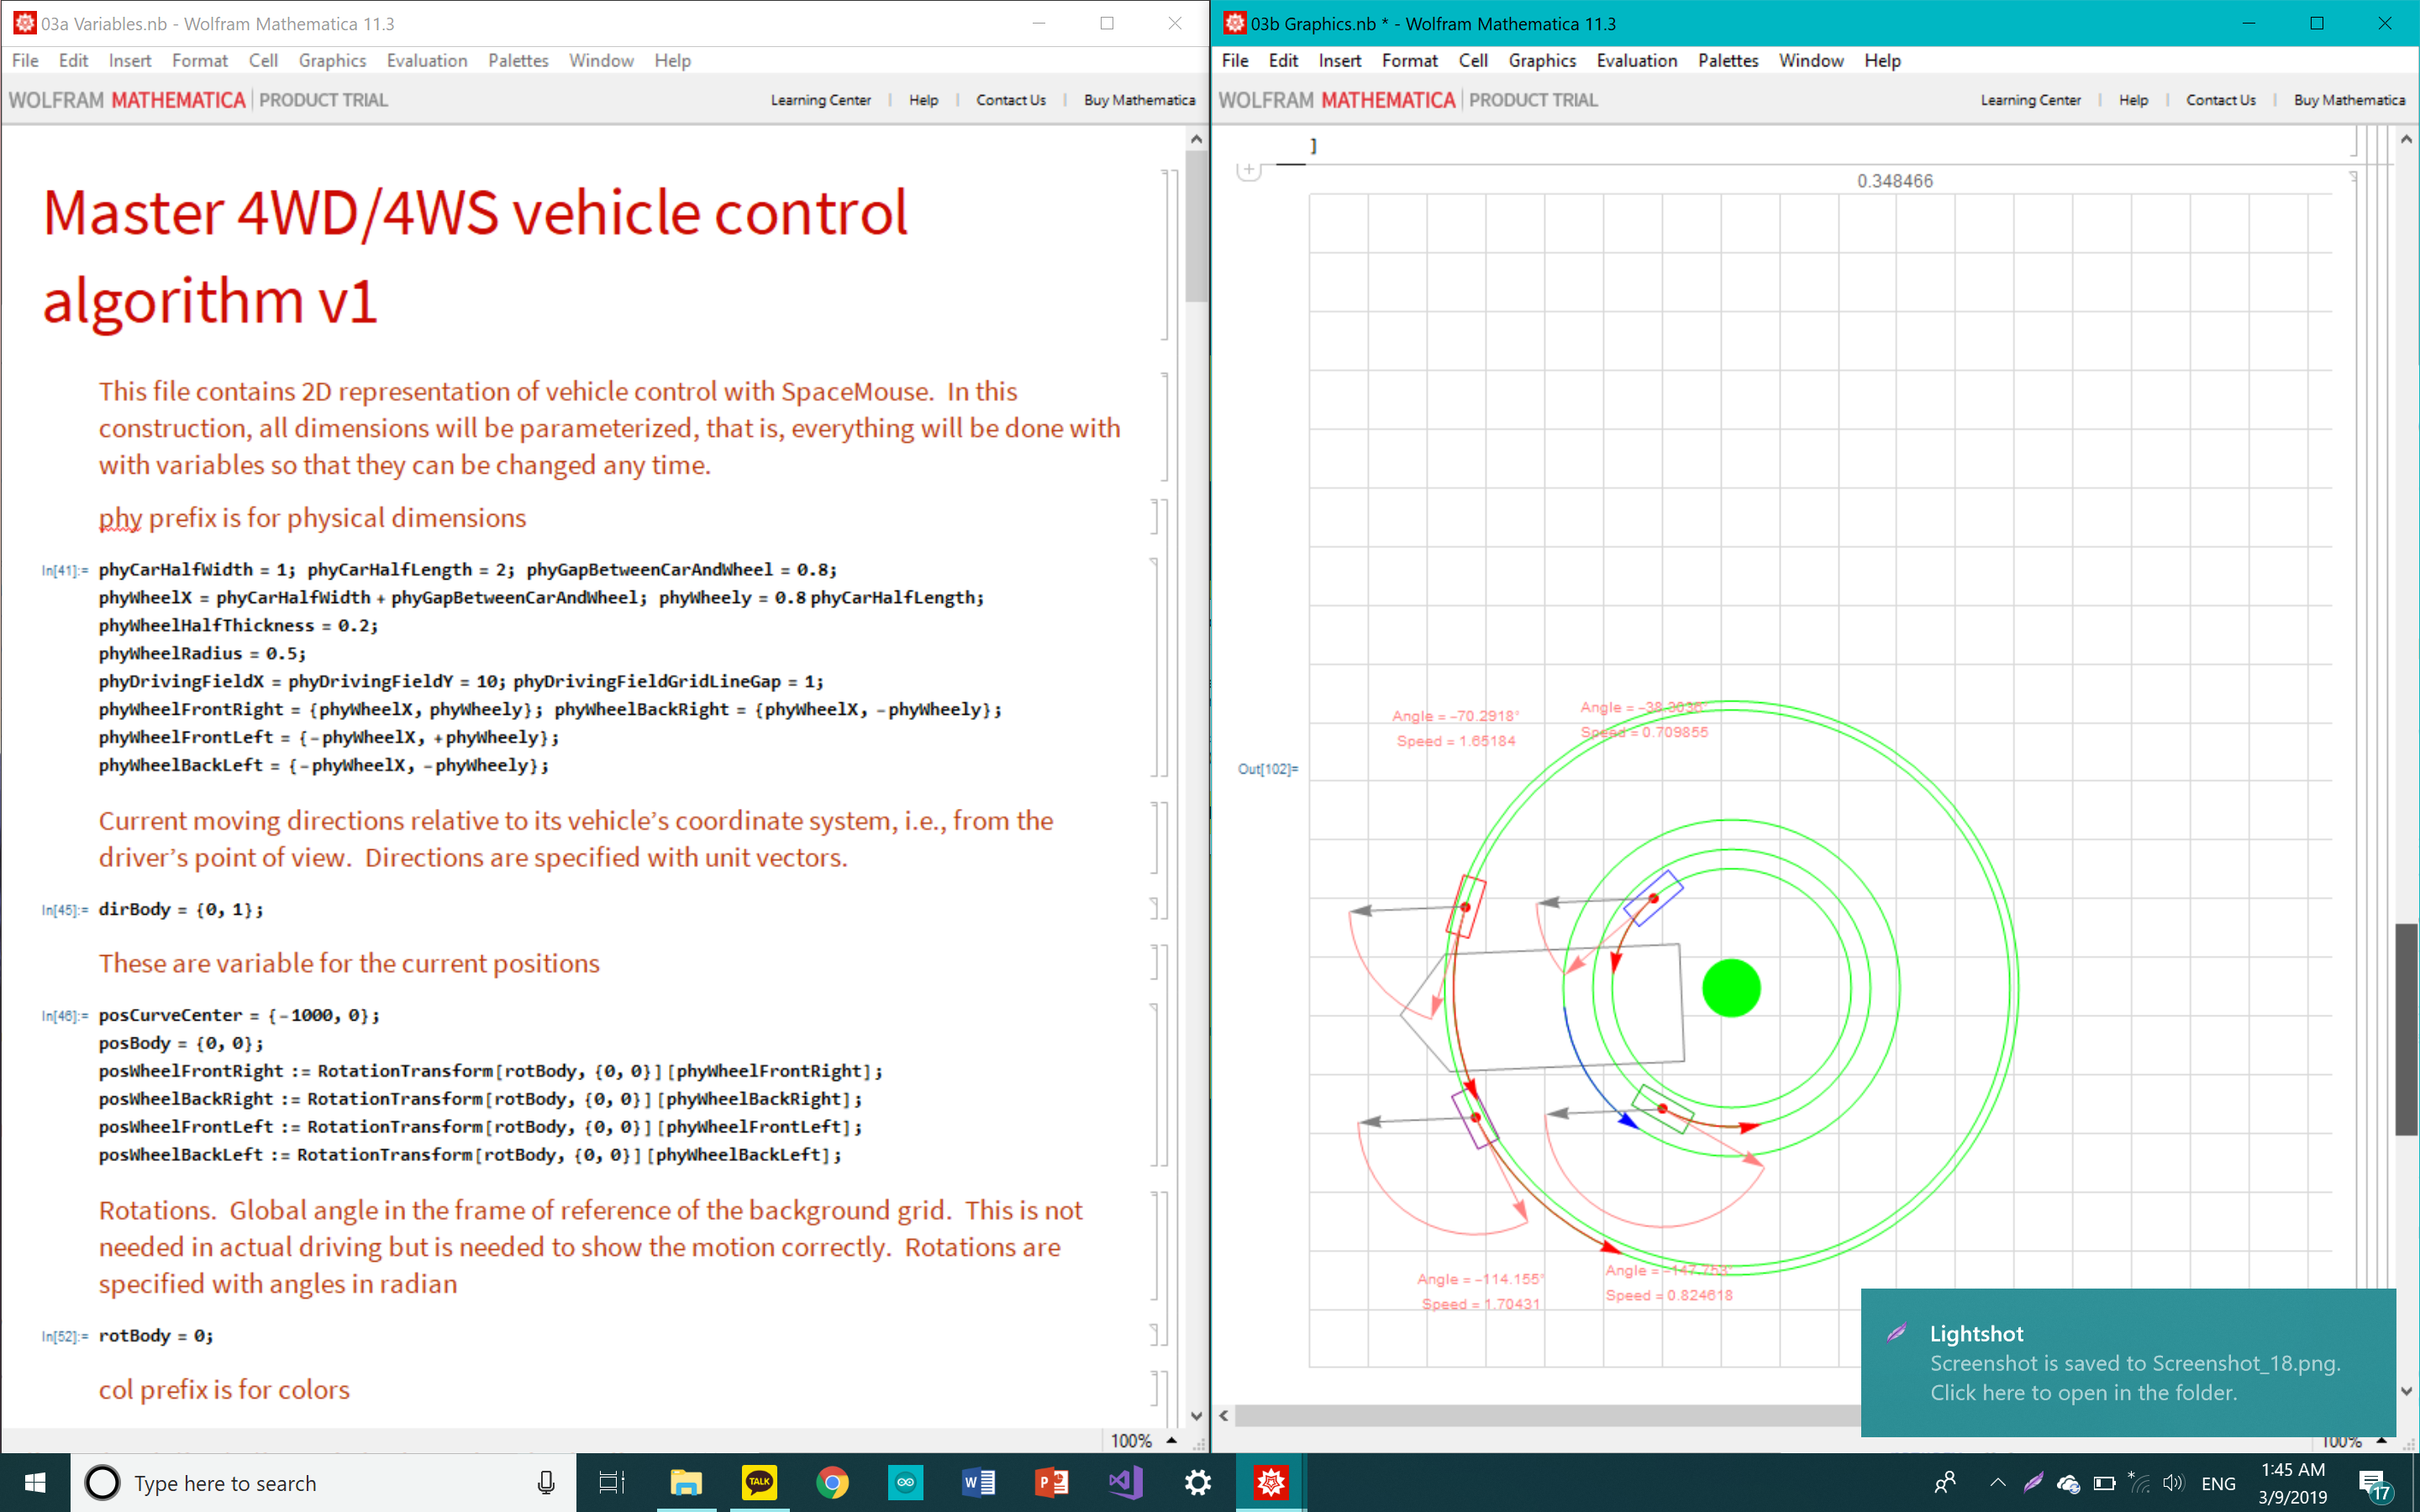 03a Variables.nb - Wolfram Mathematica 11.3
File Edit Insert Format Cell Graphics Evaluation Palettes Window Help
WOLFRAM MATHEMATICA PRODUCT TRIAL
Learning Center | Help | Contact Us | Buy Mathematica
Master 4WD/4WS vehicle control
algorithm v1
This file contains 2D representation of vehicle control with SpaceMouse.  In this
construction, all dimensions will be parameterized, that is, everything will be done with
with variables so that they can be changed any time.
phy prefix is for physical dimensions
In[41]:= phyCarHalfWidth = 1; phyCarHalfLength = 2; phyGapBetweenCarAndWheel = 0.8;
phyWheelX = phyCarHalfWidth + phyGapBetweenCarAndWheel; phyWheely = 0.8 phyCarHalfLength;
phyWheelHalfThickness = 0.2;
phyWheelRadius = 0.5;
phyDrivingFieldX = phyDrivingFieldY = 10; phyDrivingFieldGridLineGap = 1;
phyWheelFrontRight = {phyWheelX, phyWheely}; phyWheelBackRight = {phyWheelX, -phyWheely};
phyWheelFrontLeft = {-phyWheelX, +phyWheely};
phyWheelBackLeft = {-phyWheelX, -phyWheely};
Current moving directions relative to its vehicle's coordinate system, i.e., from the
driver's point of view.  Directions are specified with unit vectors.
In[45]:= dirBody = {0, 1};
These are variable for the current positions
In[46]:= posCurveCenter = {-1000, 0};
posBody = {0, 0};
posWheelFrontRight := RotationTransform[rotBody, {0, 0}][phyWheelFrontRight];
posWheelBackRight := RotationTransform[rotBody, {0, 0}][phyWheelBackRight];
posWheelFrontLeft := RotationTransform[rotBody, {0, 0}][phyWheelFrontLeft];
posWheelBackLeft := RotationTransform[rotBody, {0, 0}][phyWheelBackLeft];
Rotations.  Global angle in the frame of reference of the background grid.  This is not
needed in actual driving but is needed to show the motion correctly.  Rotations are
specified with angles in radian
In[52]:= rotBody = 0;
col prefix is for colors
100%
03b Graphics.nb * - Wolfram Mathematica 11.3
File Edit Insert Format Cell Graphics Evaluation Palettes Window Help
WOLFRAM MATHEMATICA PRODUCT TRIAL
Learning Center | Help | Contact Us | Buy Mathematica
]
0.348466
Angle = -70.2918°
Speed = 1.65184
Angle = -38.3036°
Speed = 0.709855
Out[102]=
Angle = -114.155°
Speed = 1.70431
Angle = -147.753°
Speed = 0.824618
Lightshot
Screenshot is saved to Screenshot_18.png.
Click here to open in the folder.
100%
Type here to search
TALK
ENG
1:45 AM
3/9/2019
17